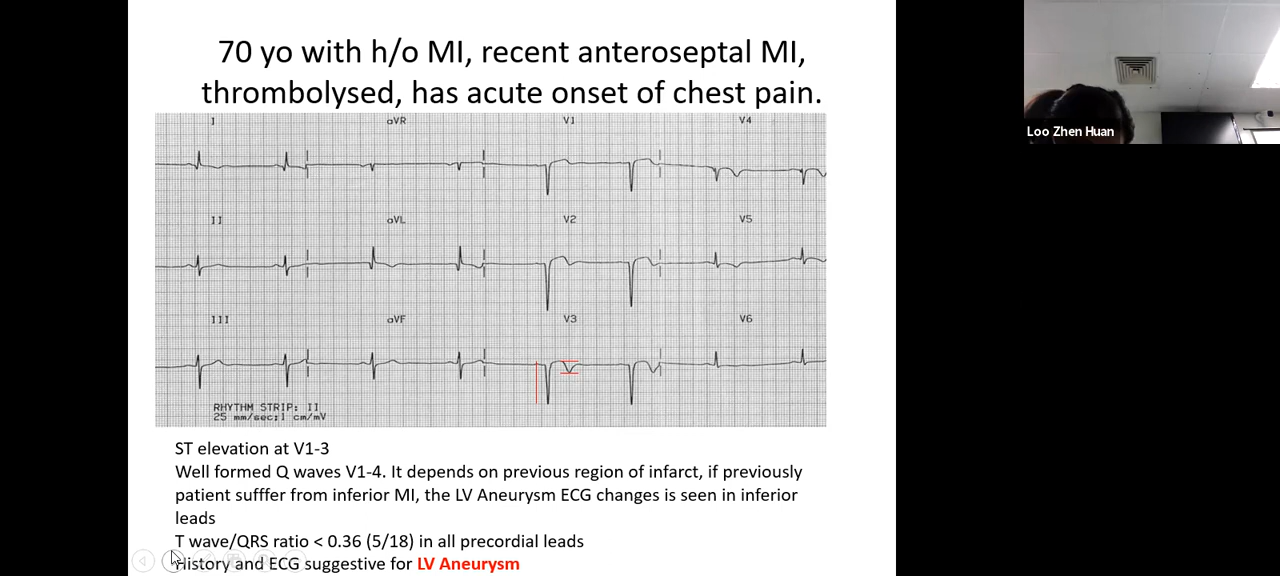 70 yo with h/o MI, recent anteroseptal MI,
thrombolysed, has acute onset of chest pain.
I aVR V1 V4
II aVL V2 V5
III aVF V3 V6
RHYTHM STRIP: II
25 mm/sec;1 cm/mV
ST elevation at V1-3
Well formed Q waves V1-4. It depends on previous region of infarct, if previously
patient sufffer from inferior MI, the LV Aneurysm ECG changes is seen in inferior
leads
T wave/QRS ratio < 0.36 (5/18) in all precordial leads
History and ECG suggestive for LV Aneurysm
Loo Zhen Huan